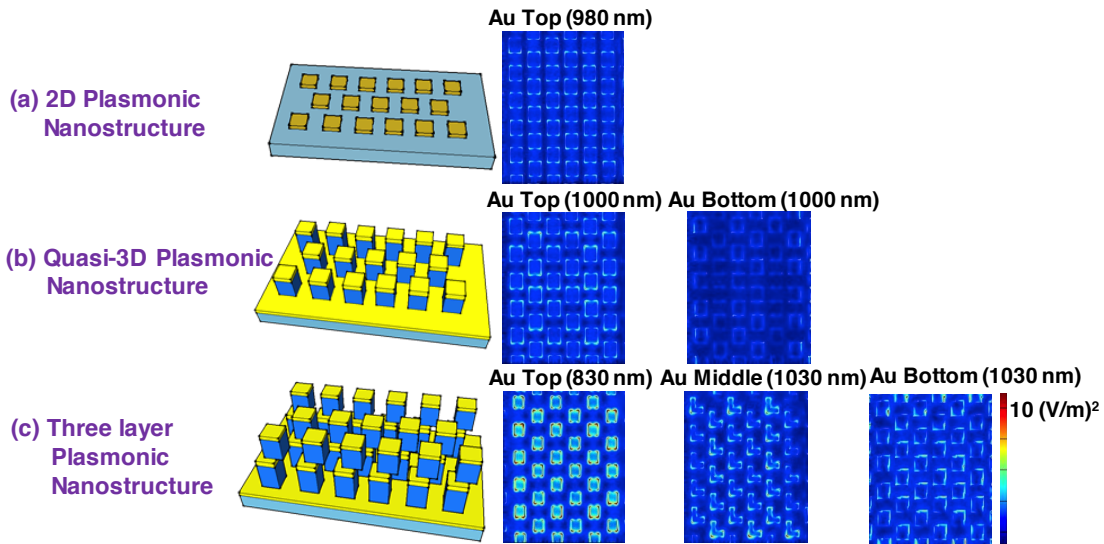 Au Top (980 nm)
(a) 2D Plasmonic
Nanostructure
Au Top (1000 nm) Au Bottom (1000 nm)
(b) Quasi-3D Plasmonic
Nanostructure
Au Top (830 nm) Au Middle (1030 nm) Au Bottom (1030 nm)
10 (V/m)²
(c) Three layer
Plasmonic
Nanostructure